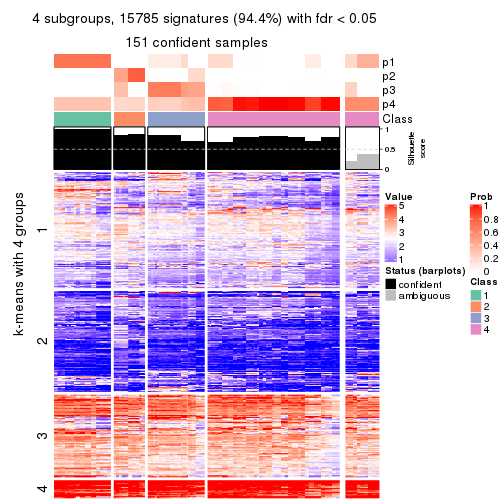 4 subgroups, 15785 signatures (94.4%) with fdr < 0.05
151 confident samples
p1
p2
p3
p4
Class
1
0.5
0
Silhouette
score
k-means with 4 groups
1
2
3
4
Value
5
4
3
2
1
Status (barplots)
confident
ambiguous
Prob
1
0.8
0.6
0.4
0.2
0
Class
1
2
3
4